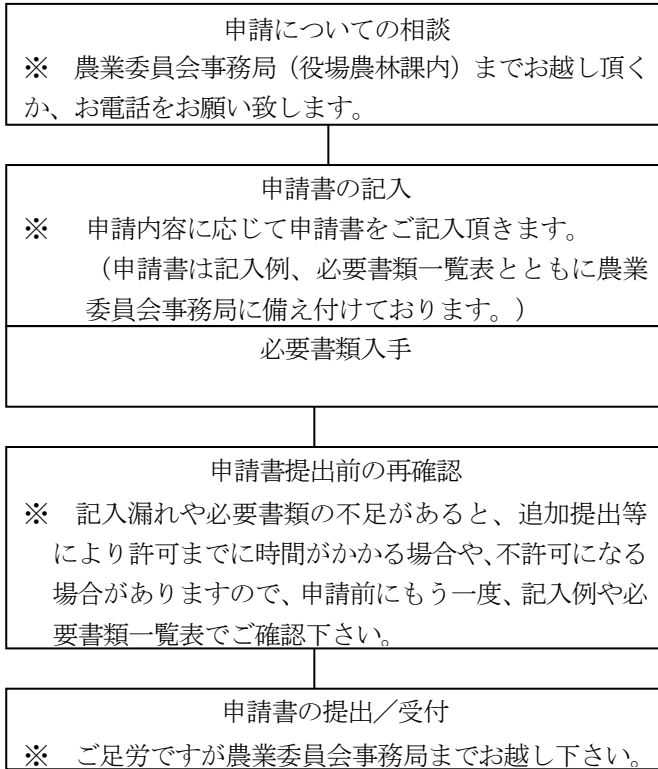 申請についての相談
※　農業委員会事務局（役場農林課内）までお越し頂く
か、お電話をお願い致します。
申請書の記入
※　申請内容に応じて申請書をご記入頂きます。
（申請書は記入例、必要書類一覧表とともに農業
委員会事務局に備え付けております。）
必要書類入手
申請書提出前の再確認
※　記入漏れや必要書類の不足があると、追加提出等
により許可までに時間がかかる場合や、不許可になる
場合がありますので、申請前にもう一度、記入例や必
要書類一覧表でご確認下さい。
申請書の提出／受付
※　ご足労ですが農業委員会事務局までお越し下さい。